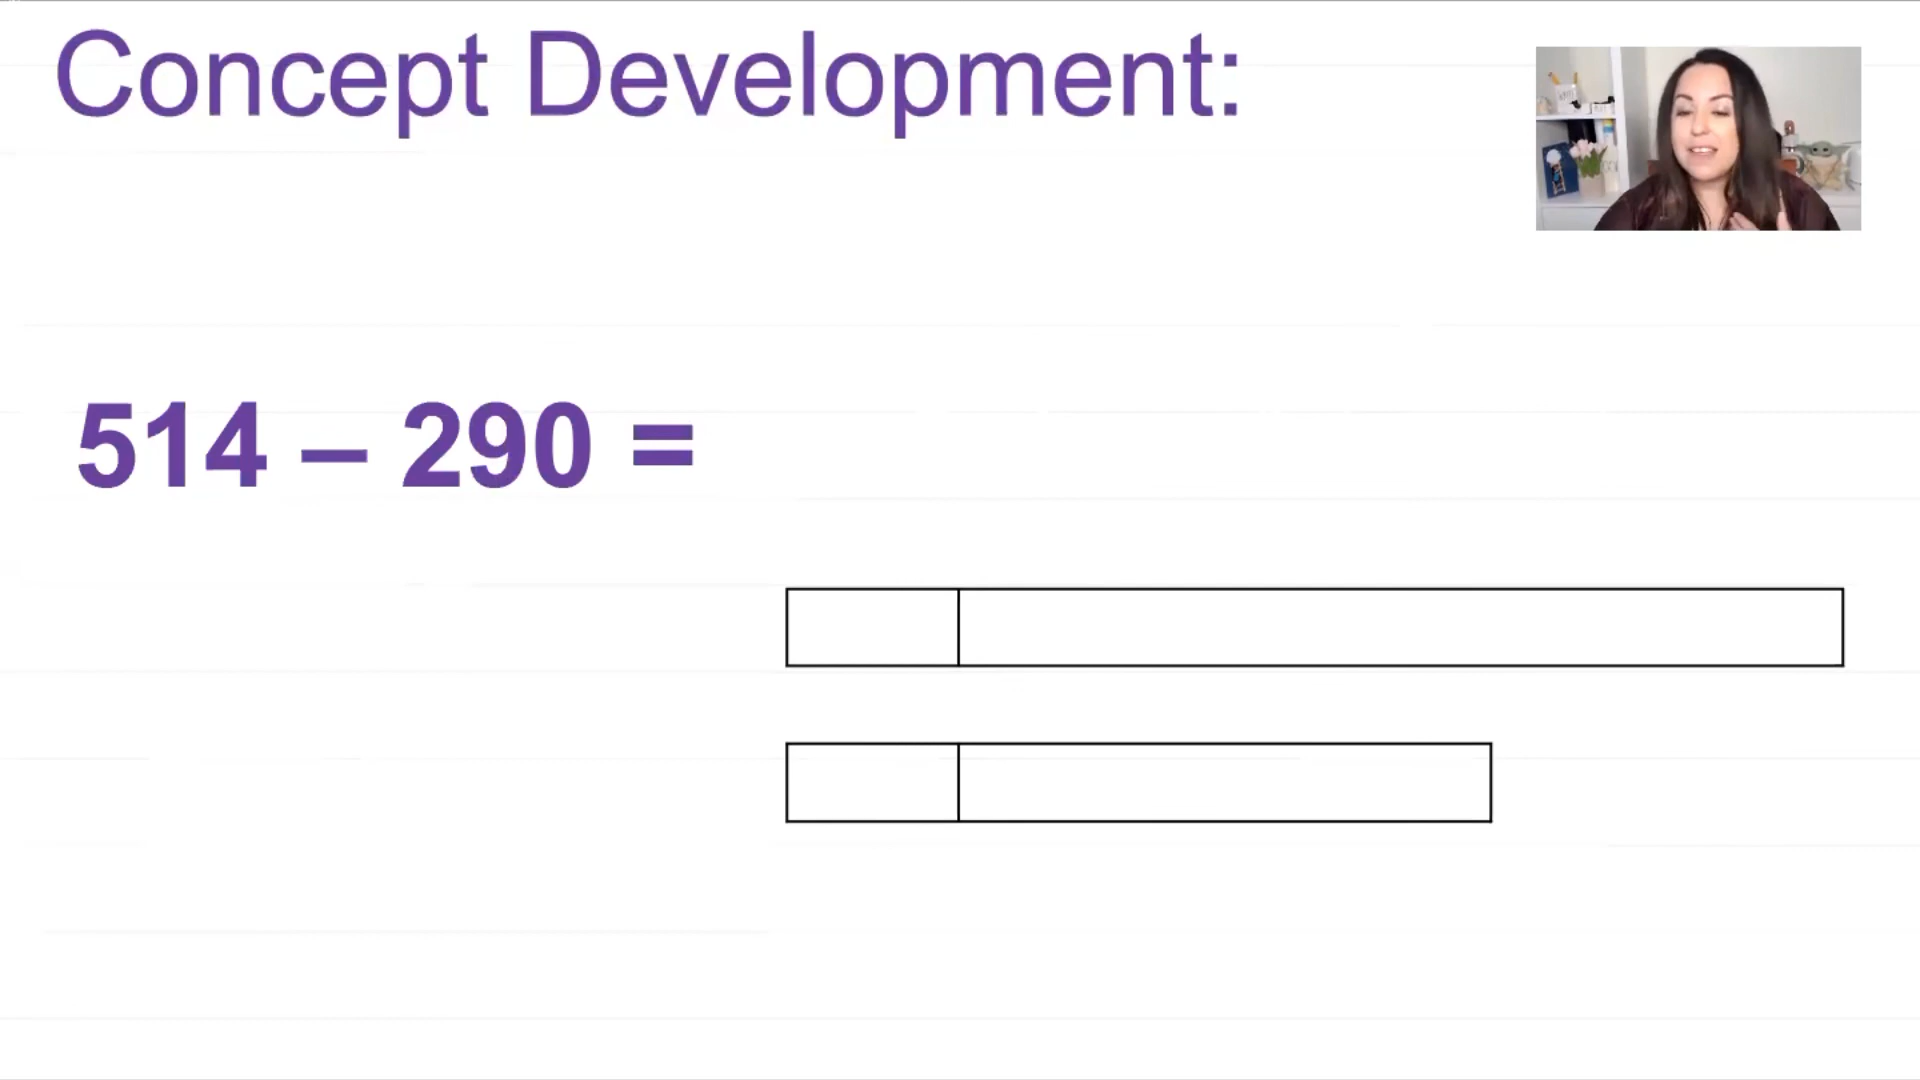 Concept Development:
514 – 290 =